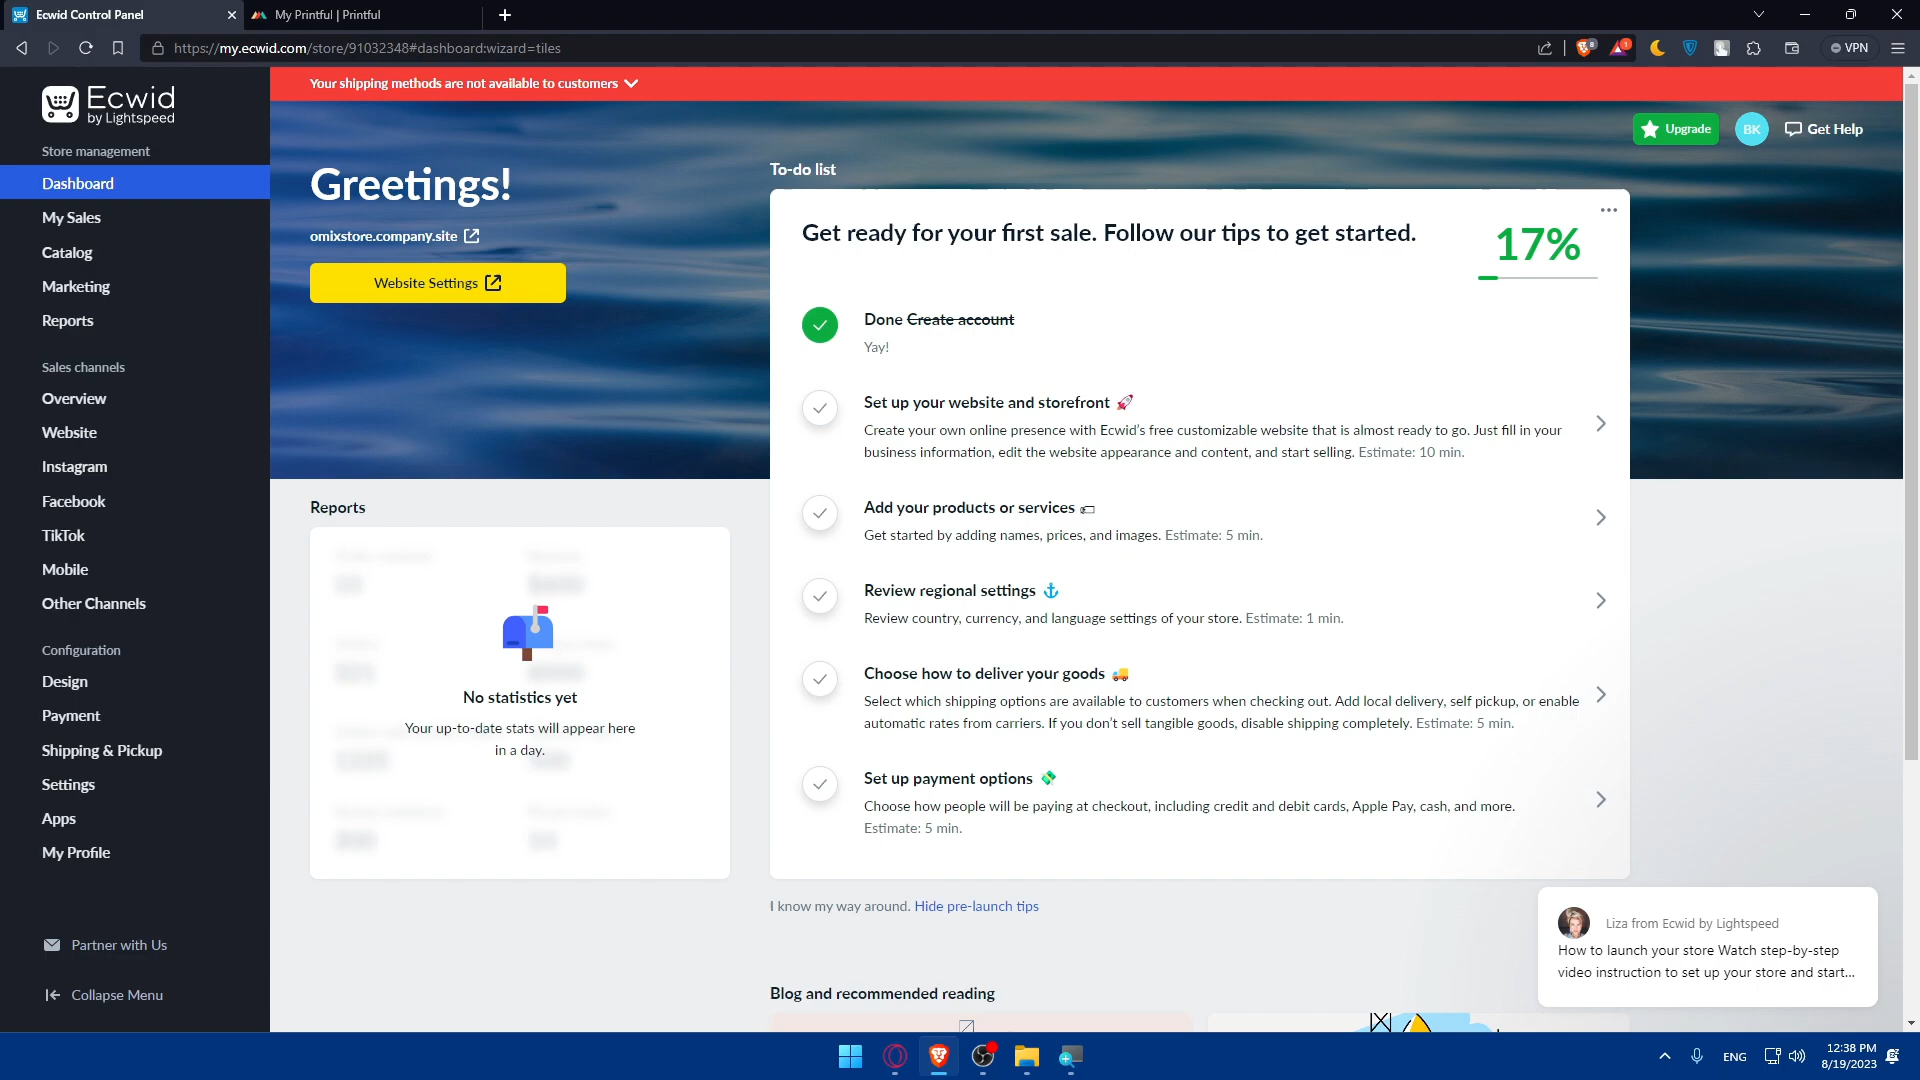 Ecwid Control Panel
My Printful | Printful
https://my.ecwid.com/store/91032348#dashboard:wizard=tiles
8
1
VPN
Ecwid
by Lightspeed
Store management
Dashboard
My Sales
Catalog
Marketing
Reports
Sales channels
Overview
Website
Instagram
Facebook
TikTok
Mobile
Other Channels
Configuration
Design
Payment
Shipping & Pickup
Settings
Apps
My Profile
Partner with Us
Collapse Menu
Your shipping methods are not available to customers
Upgrade
BK
Get Help
Greetings!
omixstore.company.site
Website Settings
Reports
No statistics yet
Your up-to-date stats will appear here
in a day.
To-do list
Get ready for your first sale. Follow our tips to get started.
17%
Done Create account
Yay!
Set up your website and storefront
Create your own online presence with Ecwid's free customizable website that is almost ready to go. Just fill in your
business information, edit the website appearance and content, and start selling. Estimate: 10 min.
Add your products or services
Get started by adding names, prices, and images. Estimate: 5 min.
Review regional settings
Review country, currency, and language settings of your store. Estimate: 1 min.
Choose how to deliver your goods
Select which shipping options are available to customers when checking out. Add local delivery, self pickup, or enable
automatic rates from carriers. If you don't sell tangible goods, disable shipping completely. Estimate: 5 min.
Set up payment options
Choose how people will be paying at checkout, including credit and debit cards, Apple Pay, cash, and more.
Estimate: 5 min.
I know my way around. Hide pre-launch tips
Blog and recommended reading
Liza from Ecwid by Lightspeed
How to launch your store Watch step-by-step
video instruction to set up your store and start...
ENG
12:38 PM
8/19/2023